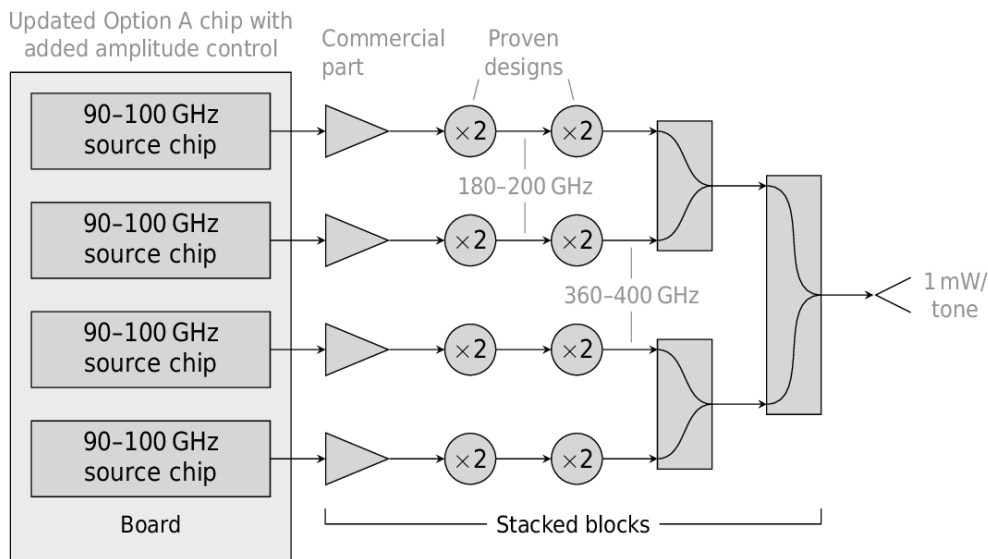 Updated Option A chip with
added amplitude control
Commercial
part
Proven
designs
90–100 GHz
source chip
×2
×2
180–200 GHz
90–100 GHz
source chip
×2
×2
360–400 GHz
1 mW/
tone
90–100 GHz
source chip
×2
×2
90–100 GHz
source chip
×2
×2
Board
Stacked blocks